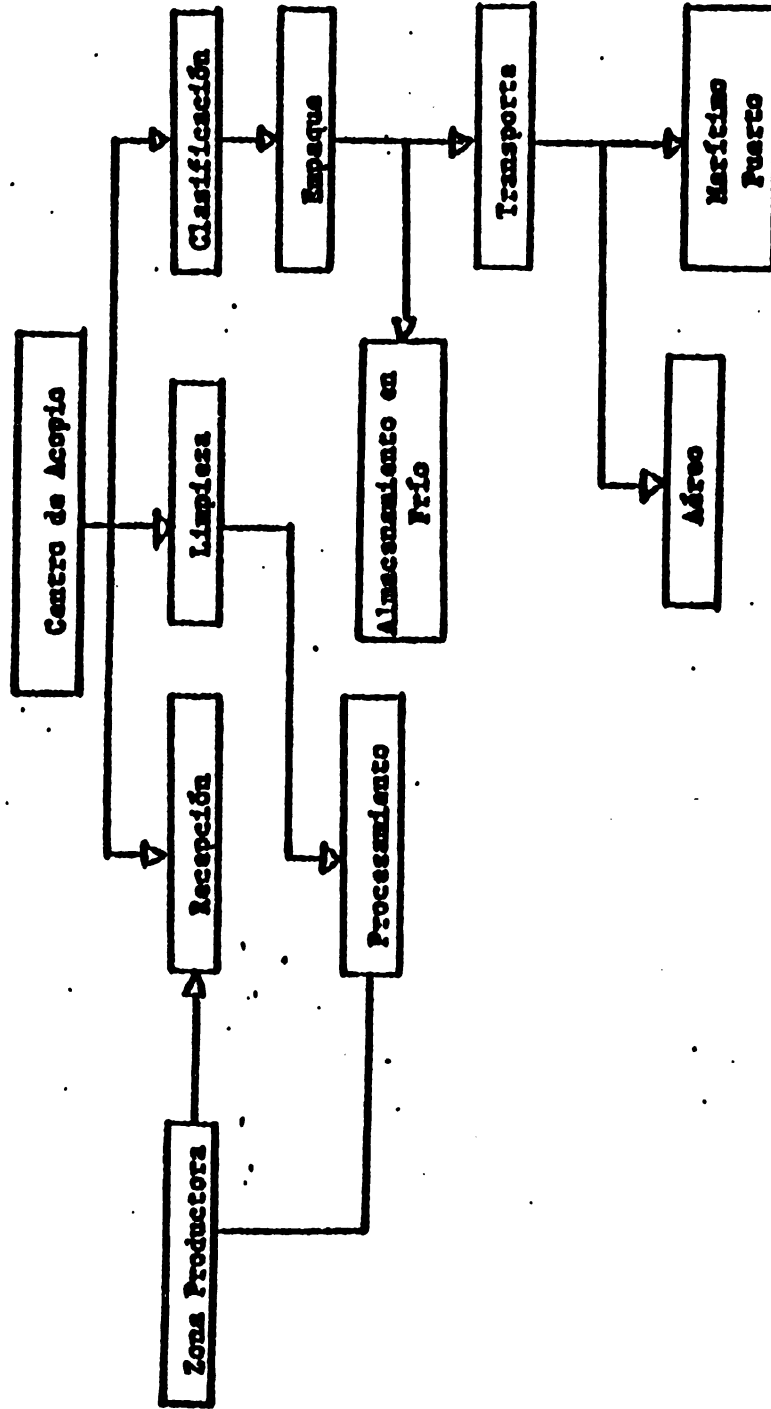 Centro de Acopio
Zona Productora
Recepción
Limpieza
Clasificación
Procesamiento
Almacenamiento en
Frío
Empaque
Transporte
Aéreo
Marítimo
Puerto